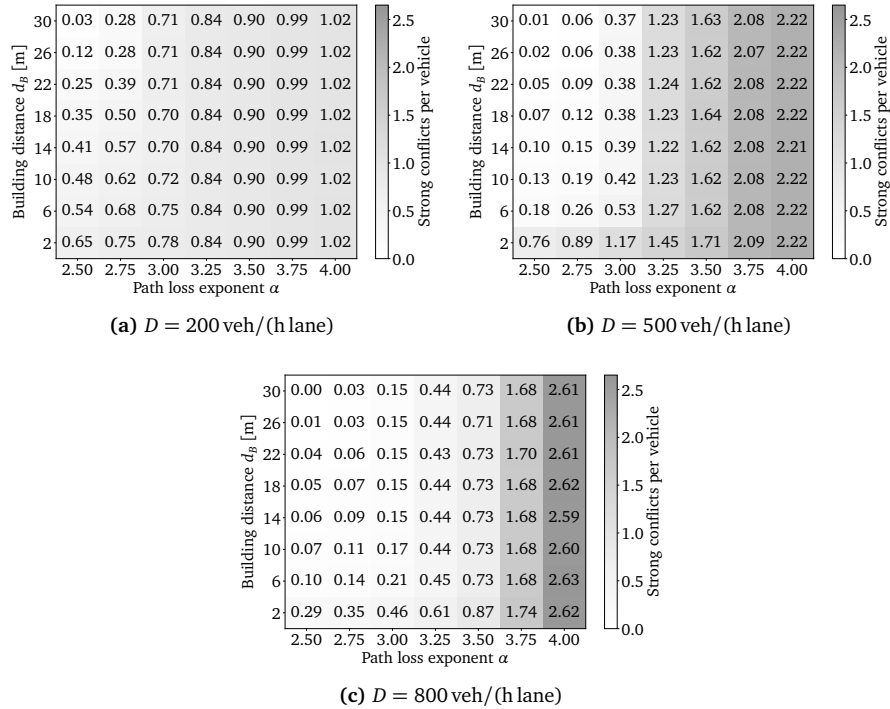 30 0.03 0.28 0.71 0.84 0.90 0.99 1.02
26 0.12 0.28 0.71 0.84 0.90 0.99 1.02
22 0.25 0.39 0.71 0.84 0.90 0.99 1.02
18 0.35 0.50 0.70 0.84 0.90 0.99 1.02
14 0.41 0.57 0.70 0.84 0.90 0.99 1.02
10 0.48 0.62 0.72 0.84 0.90 0.99 1.02
6 0.54 0.68 0.75 0.84 0.90 0.99 1.02
2 0.65 0.75 0.78 0.84 0.90 0.99 1.02
2.50 2.75 3.00 3.25 3.50 3.75 4.00
Path loss exponent α
Building distance d_B [m]
2.5
2.0
1.5
1.0
0.5
0.0
Strong conflicts per vehicle
(a) D = 200 veh/(h lane)
30 0.01 0.06 0.37 1.23 1.63 2.08 2.22
26 0.02 0.06 0.38 1.23 1.62 2.07 2.22
22 0.05 0.09 0.38 1.24 1.62 2.08 2.22
18 0.07 0.12 0.38 1.23 1.64 2.08 2.22
14 0.10 0.15 0.39 1.22 1.62 2.08 2.21
10 0.13 0.19 0.42 1.23 1.62 2.08 2.22
6 0.18 0.26 0.53 1.27 1.62 2.08 2.22
2 0.76 0.89 1.17 1.45 1.71 2.09 2.22
2.50 2.75 3.00 3.25 3.50 3.75 4.00
Path loss exponent α
Building distance d_B [m]
2.5
2.0
1.5
1.0
0.5
0.0
Strong conflicts per vehicle
(b) D = 500 veh/(h lane)
30 0.00 0.03 0.15 0.44 0.73 1.68 2.61
26 0.01 0.03 0.15 0.44 0.71 1.68 2.61
22 0.04 0.06 0.15 0.43 0.73 1.70 2.61
18 0.05 0.07 0.15 0.44 0.73 1.68 2.62
14 0.06 0.09 0.15 0.44 0.73 1.68 2.59
10 0.07 0.11 0.17 0.44 0.73 1.68 2.60
6 0.10 0.14 0.21 0.45 0.73 1.68 2.63
2 0.29 0.35 0.46 0.61 0.87 1.74 2.62
2.50 2.75 3.00 3.25 3.50 3.75 4.00
Path loss exponent α
Building distance d_B [m]
2.5
2.0
1.5
1.0
0.5
0.0
Strong conflicts per vehicle
(c) D = 800 veh/(h lane)